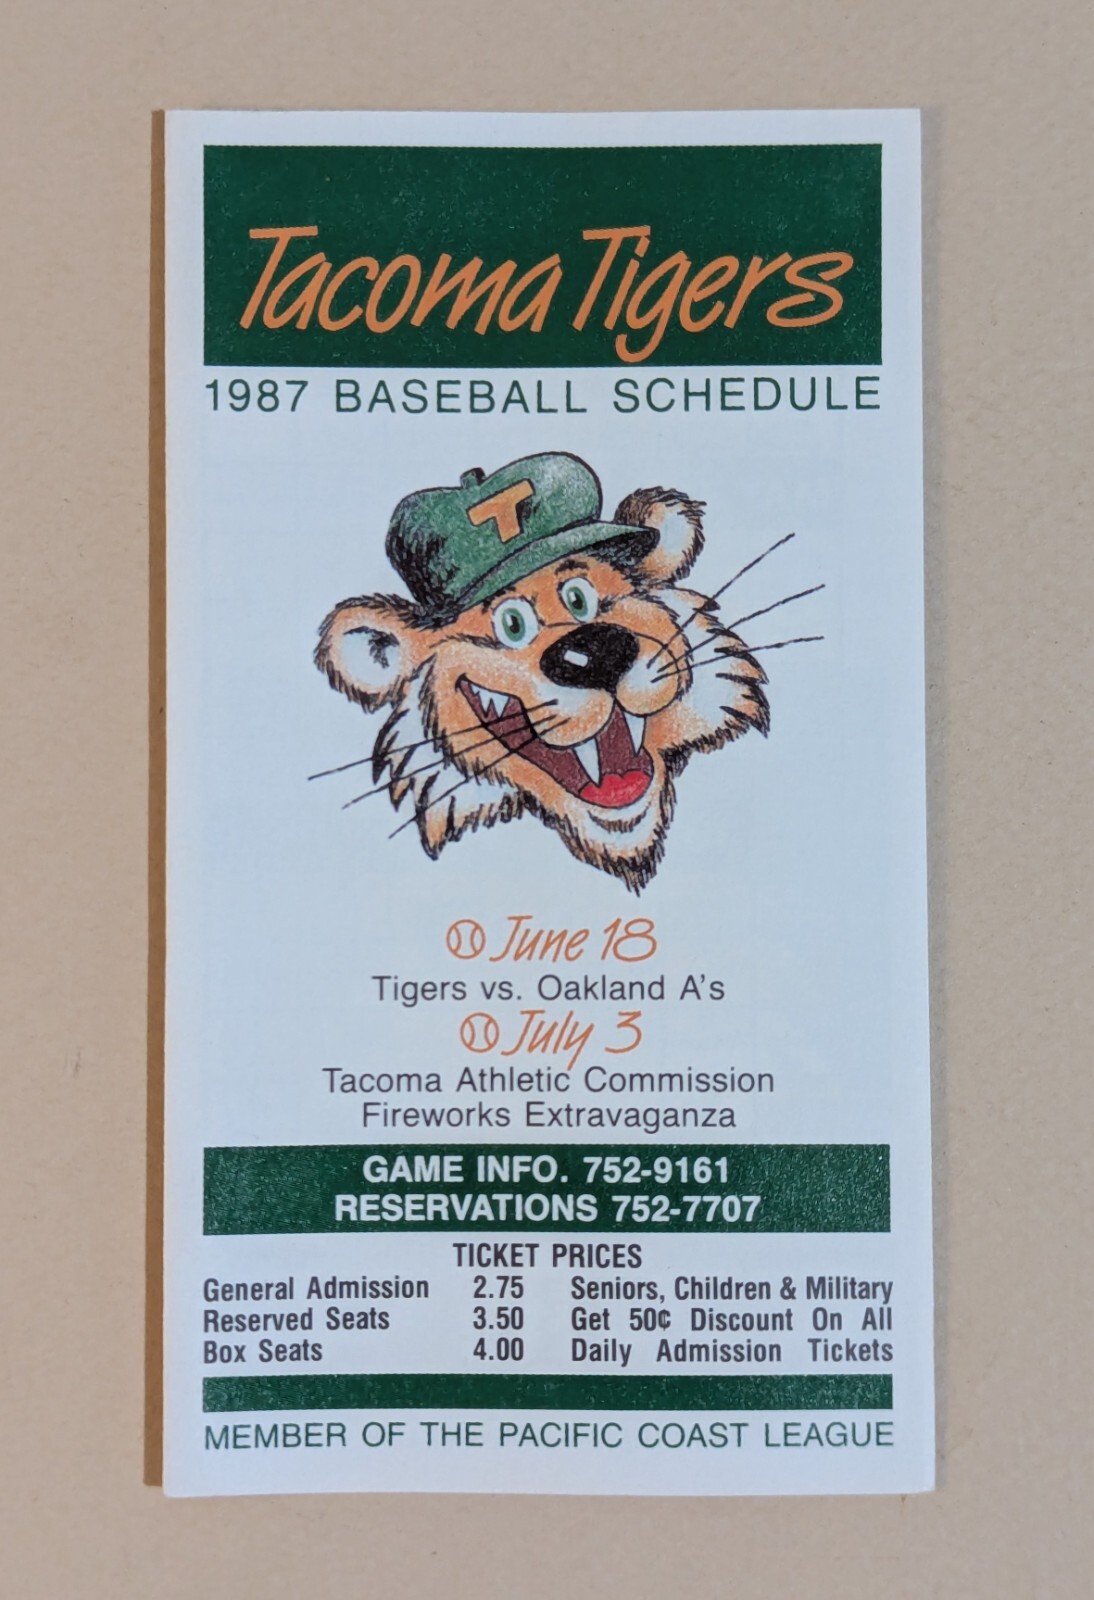 Tacoma Tigers
1987 BASEBALL SCHEDULE
T
June 18
Tigers vs. Oakland A's
July 3
Tacoma Athletic Commission
Fireworks Extravaganza
GAME INFO. 752-9161
RESERVATIONS 752-7707
TICKET PRICES
General Admission 2.75
Reserved Seats 3.50
Box Seats 4.00
Seniors, Children & Military
Get 50¢ Discount On All
Daily Admission Tickets
MEMBER OF THE PACIFIC COAST LEAGUE